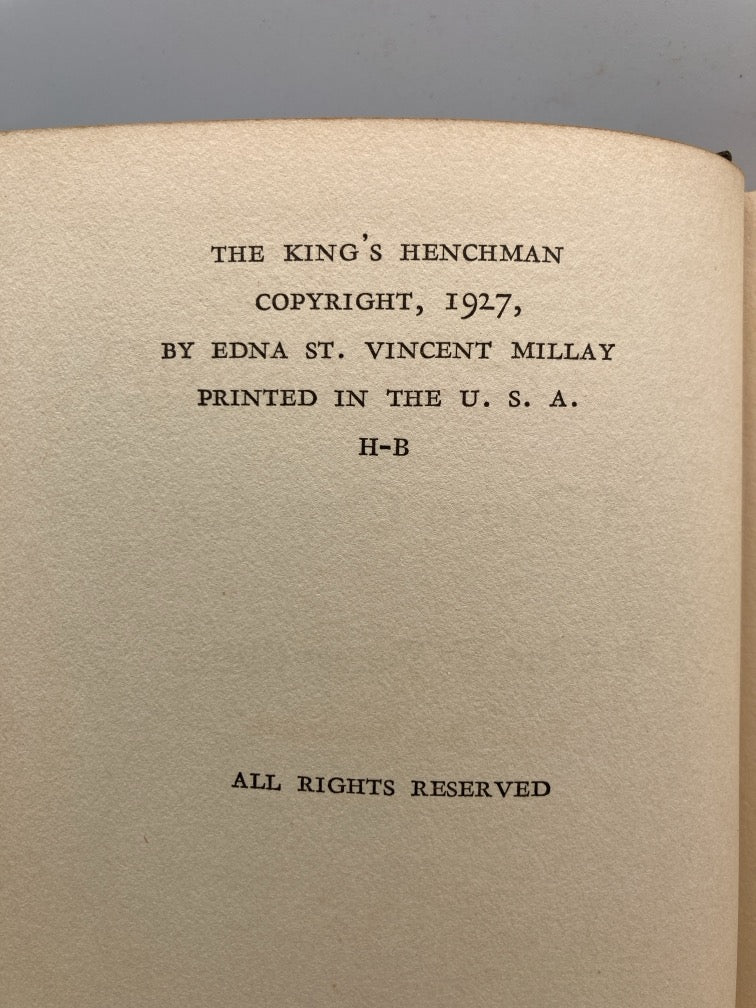 THE KING'S HENCHMAN
COPYRIGHT, 1927,
BY EDNA ST. VINCENT MILLAY
PRINTED IN THE U. S. A.
H-B
ALL RIGHTS RESERVED